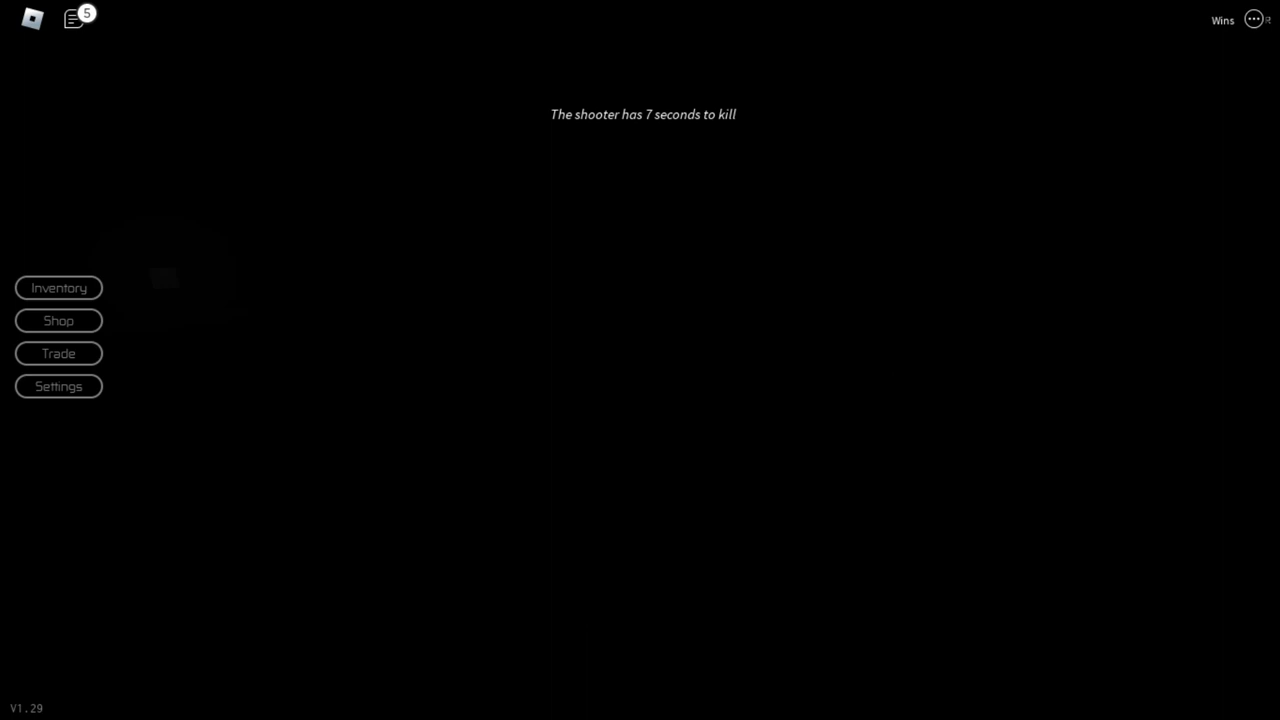 5
Wins
The shooter has 7 seconds to kill
Inventory
Shop
Trade
Settings
V1.29